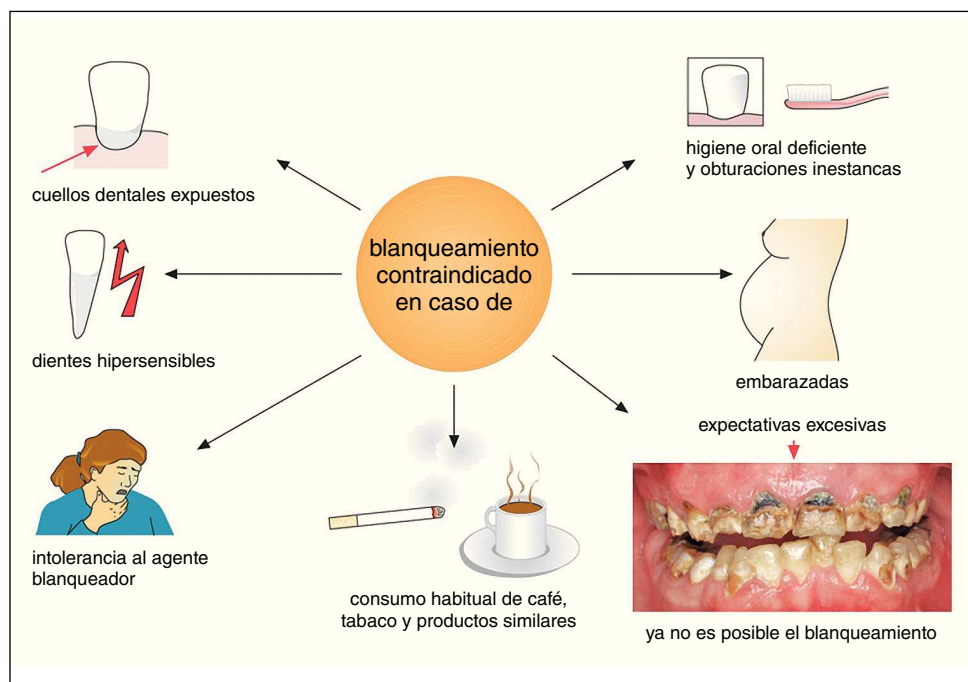 blanqueamiento
contraindicado
en caso de
cuellos dentales expuestos
dientes hipersensibles
intolerancia al agente
blanqueador
consumo habitual de café,
tabaco y productos similares
higiene oral deficiente
y obturaciones inestancas
embarazadas
expectativas excesivas
ya no es posible el blanqueamiento